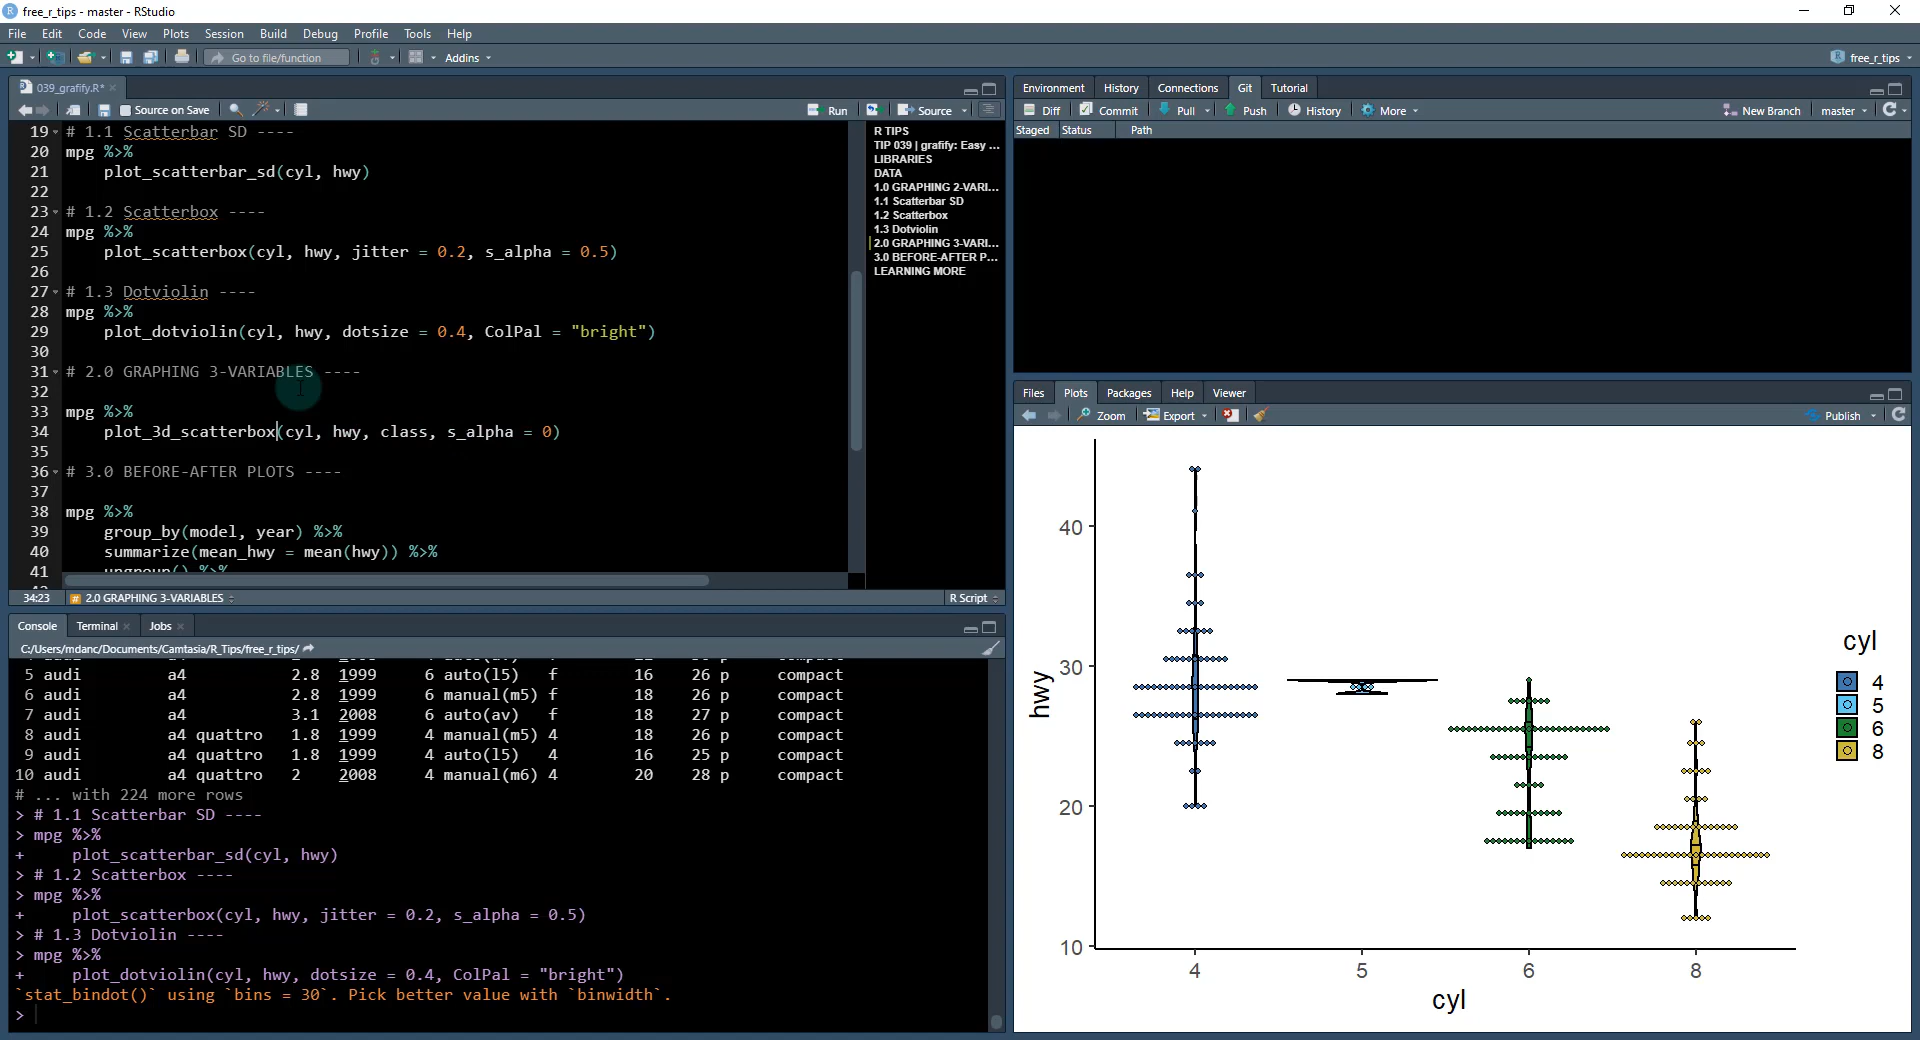 free_r_tips - master - RStudio
File Edit Code View Plots Session Build Debug Profile Tools Help
Go to file/function Addins free_r_tips
039_grafify.R*
Source on Save Run Source
19 # 1.1 Scatterbar SD ----
20 mpg %>%
21 plot_scatterbar_sd(cyl, hwy)
22
23 # 1.2 Scatterbox ----
24 mpg %>%
25 plot_scatterbox(cyl, hwy, jitter = 0.2, s_alpha = 0.5)
26
27 # 1.3 Dotviolin ----
28 mpg %>%
29 plot_dotviolin(cyl, hwy, dotsize = 0.4, ColPal = "bright")
30
31 # 2.0 GRAPHING 3-VARIABLES ----
32
33 mpg %>%
34 plot_3d_scatterbox(cyl, hwy, class, s_alpha = 0)
35
36 # 3.0 BEFORE-AFTER PLOTS ----
37
38 mpg %>%
39 group_by(model, year) %>%
40 summarize(mean_hwy = mean(hwy)) %>%
41 ungroup() %>%
R TIPS
TIP 039 | grafify: Easy ...
LIBRARIES
DATA
1.0 GRAPHING 2-VARI...
1.1 Scatterbar SD
1.2 Scatterbox
1.3 Dotviolin
2.0 GRAPHING 3-VARI...
3.0 BEFORE-AFTER P...
LEARNING MORE
34:23 # 2.0 GRAPHING 3-VARIABLES R Script
Console Terminal Jobs
C:/Users/mdanc/Documents/Camtasia/R_Tips/free_r_tips/
5 audi a4 2.8 1999 6 auto(l5) f 16 26 p compact
6 audi a4 2.8 1999 6 manual(m5) f 18 26 p compact
7 audi a4 3.1 2008 6 auto(av) f 18 27 p compact
8 audi a4 quattro 1.8 1999 4 manual(m5) 4 18 26 p compact
9 audi a4 quattro 1.8 1999 4 auto(l5) 4 16 25 p compact
10 audi a4 quattro 2 2008 4 manual(m6) 4 20 28 p compact
# ... with 224 more rows
> # 1.1 Scatterbar SD ----
> mpg %>%
+ plot_scatterbar_sd(cyl, hwy)
> # 1.2 Scatterbox ----
> mpg %>%
+ plot_scatterbox(cyl, hwy, jitter = 0.2, s_alpha = 0.5)
> # 1.3 Dotviolin ----
> mpg %>%
+ plot_dotviolin(cyl, hwy, dotsize = 0.4, ColPal = "bright")
`stat_bindot()` using `bins = 30`. Pick better value with `binwidth`.
>
Environment History Connections Git Tutorial
Diff Commit Pull Push History More New Branch master
Staged Status Path
Files Plots Packages Help Viewer
Zoom Export Publish
hwy
40
30
20
10
4 5 6 8
cyl
cyl
4
5
6
8